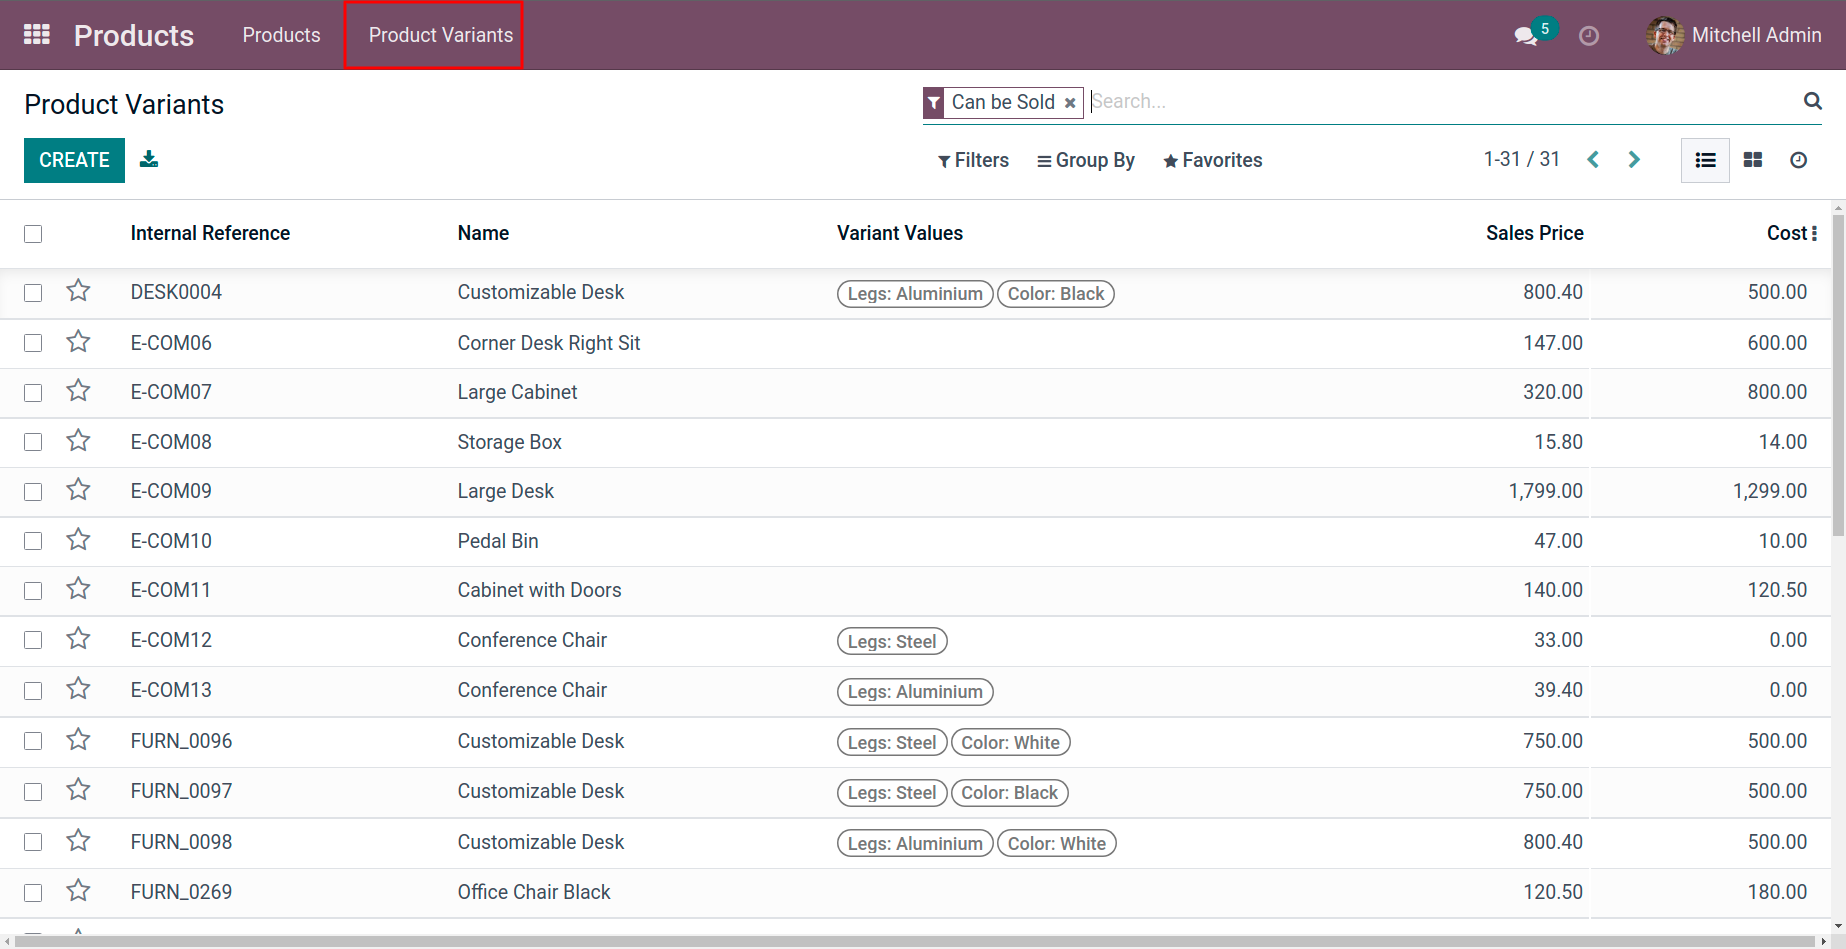 Products Products Product Variants 5 Mitchell Admin
Product Variants Can be Sold × Search...
CREATE Filters Group By Favorites 1-31 / 31
Internal Reference Name Variant Values Sales Price Cost
DESK0004 Customizable Desk Legs: Aluminium Color: Black 800.40 500.00
E-COM06 Corner Desk Right Sit 147.00 600.00
E-COM07 Large Cabinet 320.00 800.00
E-COM08 Storage Box 15.80 14.00
E-COM09 Large Desk 1,799.00 1,299.00
E-COM10 Pedal Bin 47.00 10.00
E-COM11 Cabinet with Doors 140.00 120.50
E-COM12 Conference Chair Legs: Steel 33.00 0.00
E-COM13 Conference Chair Legs: Aluminium 39.40 0.00
FURN_0096 Customizable Desk Legs: Steel Color: White 750.00 500.00
FURN_0097 Customizable Desk Legs: Steel Color: Black 750.00 500.00
FURN_0098 Customizable Desk Legs: Aluminium Color: White 800.40 500.00
FURN_0269 Office Chair Black 120.50 180.00